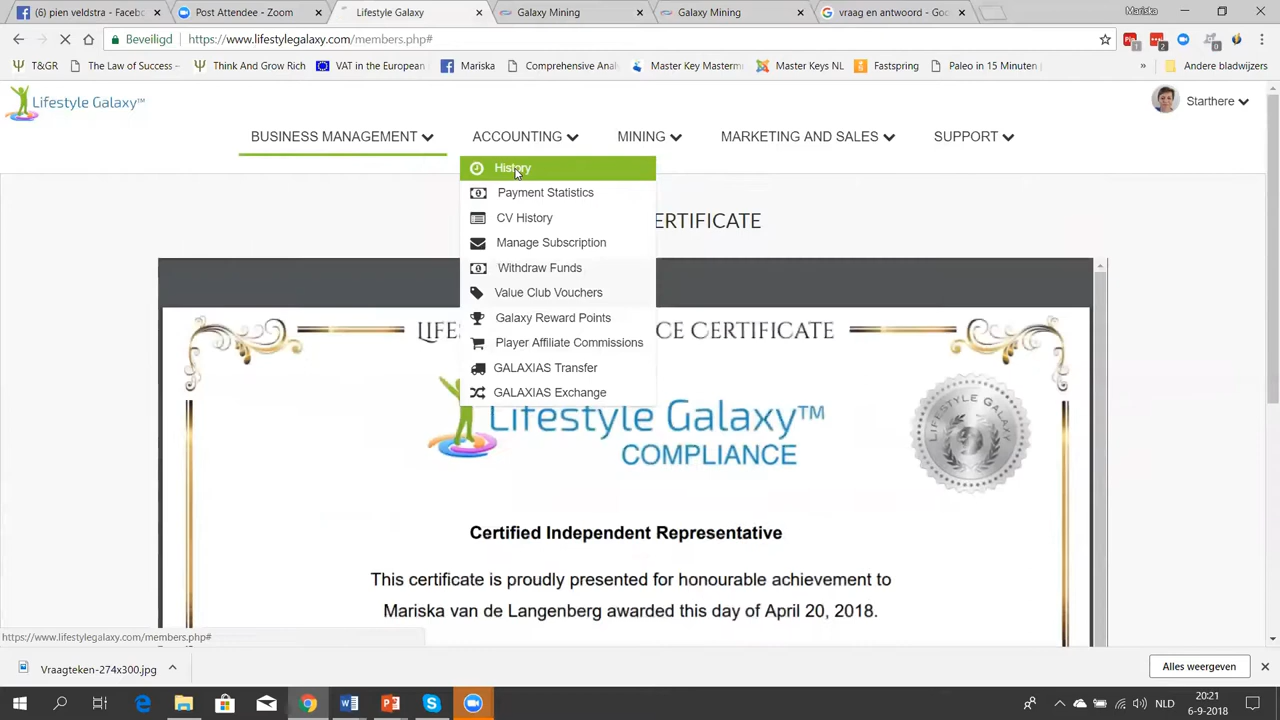 pien veldstra - Faceb
Post Attendee - Zoom
Lifestyle Galaxy
Galaxy Mining
Galaxy Mining
vraag en antwoord - Goo
Mariska
Beveiligd
https://www.lifestylegalaxy.com/members.php#
T&GR
The Law of Success –
Think And Grow Rich
VAT in the European
Mariska
Comprehensive Anal
Master Key Masterm
Master Keys NL
Fastspring
Paleo in 15 Minuten
»
Andere bladwijzers
Lifestyle Galaxy™
Starthere
BUSINESS MANAGEMENT
ACCOUNTING
MINING
MARKETING AND SALES
SUPPORT
History
Payment Statistics
CV History
ERTIFICATE
Manage Subscription
Withdraw Funds
Value Club Vouchers
Galaxy Reward Points
Player Affiliate Commissions
GALAXIAS Transfer
GALAXIAS Exchange
LIFE
CE CERTIFICATE
Lifestyle Galaxy™
COMPLIANCE
LIFESTYLE GALAXY
Certified Independent Representative
This certificate is proudly presented for honourable achievement to
Mariska van de Langenberg awarded this day of April 20, 2018.
https://www.lifestylegalaxy.com/members.php#
Vraagteken-274x300.jpg
Alles weergeven
NLD
20:21
6-9-2018